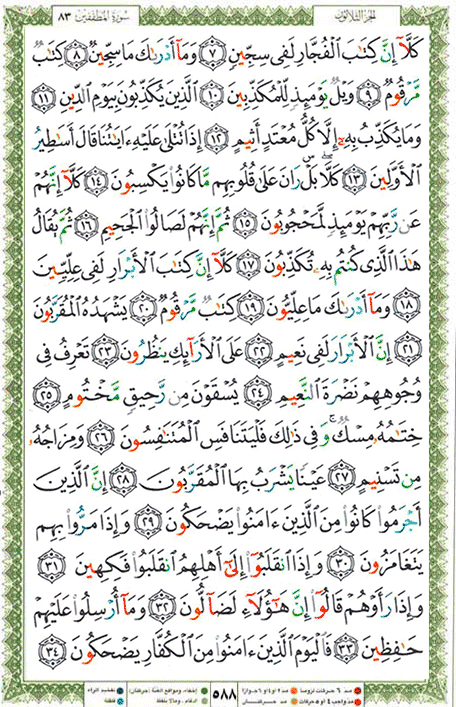 الجزء الثلاثون
سورة المطففين ٨٣
كَلَّآ إِنَّ كِتَٰبَ ٱلْفُجَّارِ لَفِى سِجِّينٍ ٧ وَمَآ أَدْرَىٰكَ مَا سِجِّينٌ ٨ كِتَٰبٌ
مَّرْقُومٌ ٩ وَيْلٌ يَوْمَئِذٍ لِّلْمُكَذِّبِينَ ١٠ ٱلَّذِينَ يُكَذِّبُونَ بِيَوْمِ ٱلدِّينِ ١١
وَمَا يُكَذِّبُ بِهِۦٓ إِلَّا كُلُّ مُعْتَدٍ أَثِيمٍ ١٢ إِذَا تُتْلَىٰ عَلَيْهِ ءَايَٰتُنَا قَالَ أَسَٰطِيرُ
ٱلْأَوَّلِينَ ١٣ كَلَّا بَلْ رَانَ عَلَىٰ قُلُوبِهِم مَّا كَانُوا۟ يَكْسِبُونَ ١٤ كَلَّآ إِنَّهُمْ
عَن رَّبِّهِمْ يَوْمَئِذٍ لَّمَحْجُوبُونَ ١٥ ثُمَّ إِنَّهُمْ لَصَالُوا۟ ٱلْجَحِيمِ ١٦ ثُمَّ يُقَالُ
هَٰذَا ٱلَّذِى كُنتُم بِهِۦ تُكَذِّبُونَ ١٧ كَلَّآ إِنَّ كِتَٰبَ ٱلْأَبْرَارِ لَفِى عِلِّيِّينَ
١٨ وَمَآ أَدْرَىٰكَ مَا عِلِّيُّونَ ١٩ كِتَٰبٌ مَّرْقُومٌ ٢٠ يَشْهَدُهُ ٱلْمُقَرَّبُونَ
٢١ إِنَّ ٱلْأَبْرَارَ لَفِى نَعِيمٍ ٢٢ عَلَى ٱلْأَرَآئِكِ يَنظُرُونَ ٢٣ تَعْرِفُ فِى
وُجُوهِهِمْ نَضْرَةَ ٱلنَّعِيمِ ٢٤ يُسْقَوْنَ مِن رَّحِيقٍ مَّخْتُومٍ ٢٥
خِتَٰمُهُۥ مِسْكٌ ۚ وَفِى ذَٰلِكَ فَلْيَتَنَافَسِ ٱلْمُتَنَٰفِسُونَ ٢٦ وَمِزَاجُهُۥ
مِن تَسْنِيمٍ ٢٧ عَيْنًا يَشْرَبُ بِهَا ٱلْمُقَرَّبُونَ ٢٨ إِنَّ ٱلَّذِينَ
أَجْرَمُوا۟ كَانُوا۟ مِنَ ٱلَّذِينَ ءَامَنُوا۟ يَضْحَكُونَ ٢٩ وَإِذَا مَرُّوا۟ بِهِمْ
يَتَغَامَزُونَ ٣٠ وَإِذَا ٱنقَلَبُوٓا۟ إِلَىٰٓ أَهْلِهِمُ ٱنقَلَبُوا۟ فَكِهِينَ ٣١
وَإِذَا رَأَوْهُمْ قَالُوٓا۟ إِنَّ هَٰٓؤُلَآءِ لَضَآلُّونَ ٣٢ وَمَآ أُرْسِلُوا۟ عَلَيْهِمْ
حَٰفِظِينَ ٣٣ فَٱلْيَوْمَ ٱلَّذِينَ ءَامَنُوا۟ مِنَ ٱلْكُفَّارِ يَضْحَكُونَ ٣٤
٥٨٨